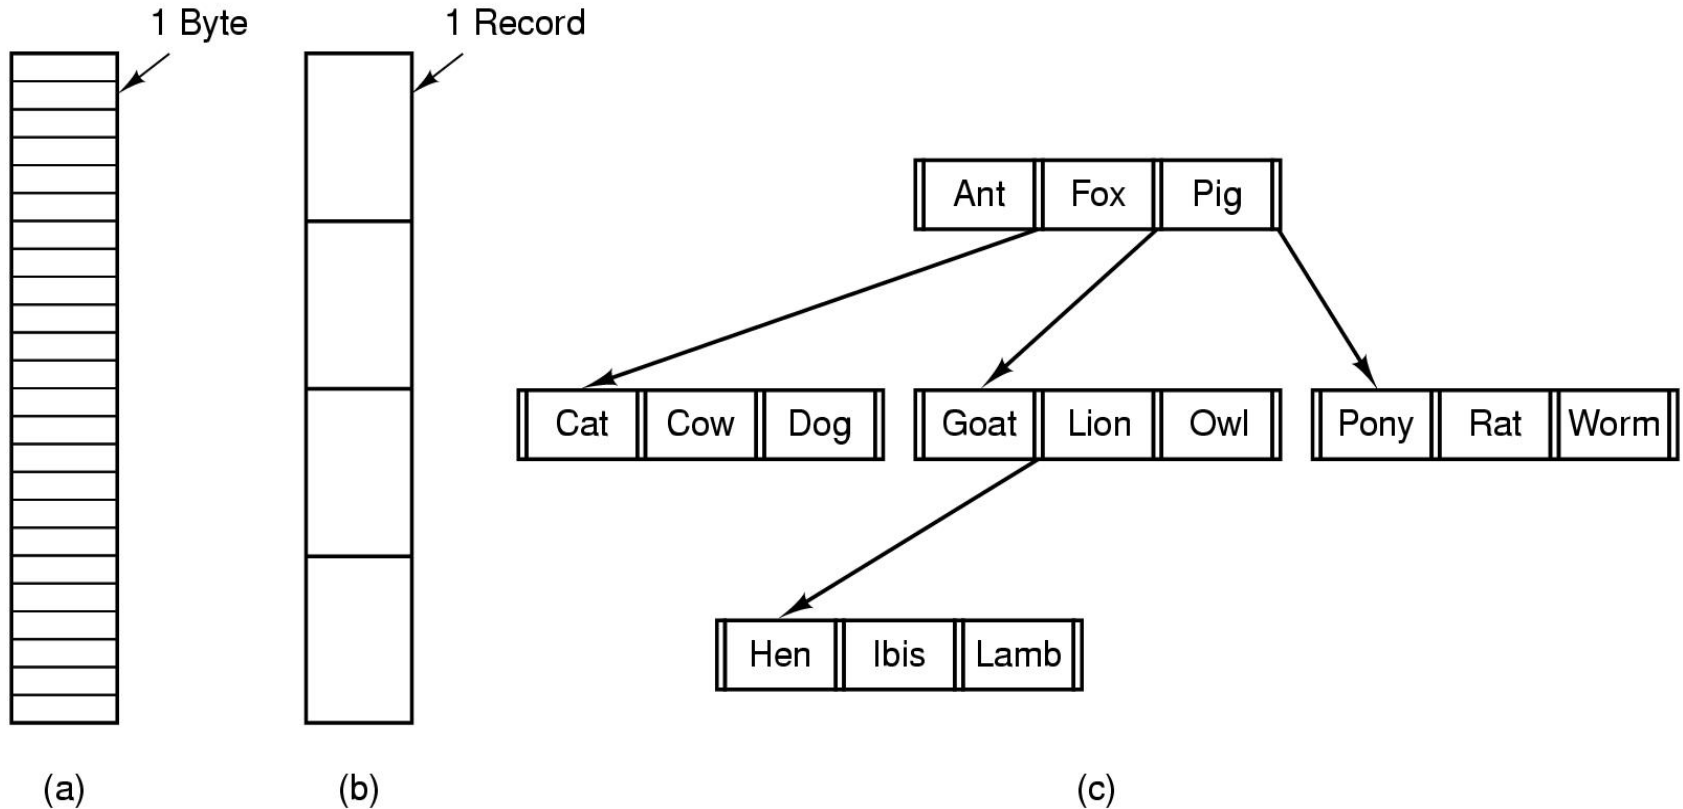 1 Byte
1 Record
Ant Fox Pig
Cat Cow Dog Goat Lion Owl Pony Rat Worm
Hen Ibis Lamb
(a) (b) (c)